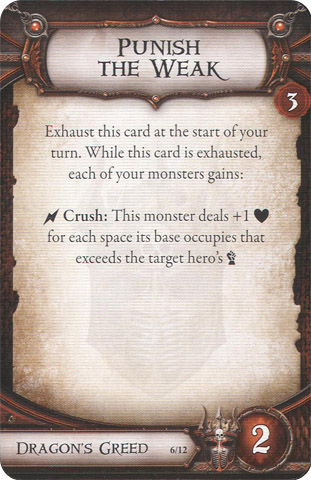 PUNISH
THE WEAK
3
Exhaust this card at the start of your
turn. While this card is exhausted,
each of your monsters gains:
Crush: This monster deals +1
for each space its base occupies that
exceeds the target hero's
DRAGON'S GREED 6/12 2